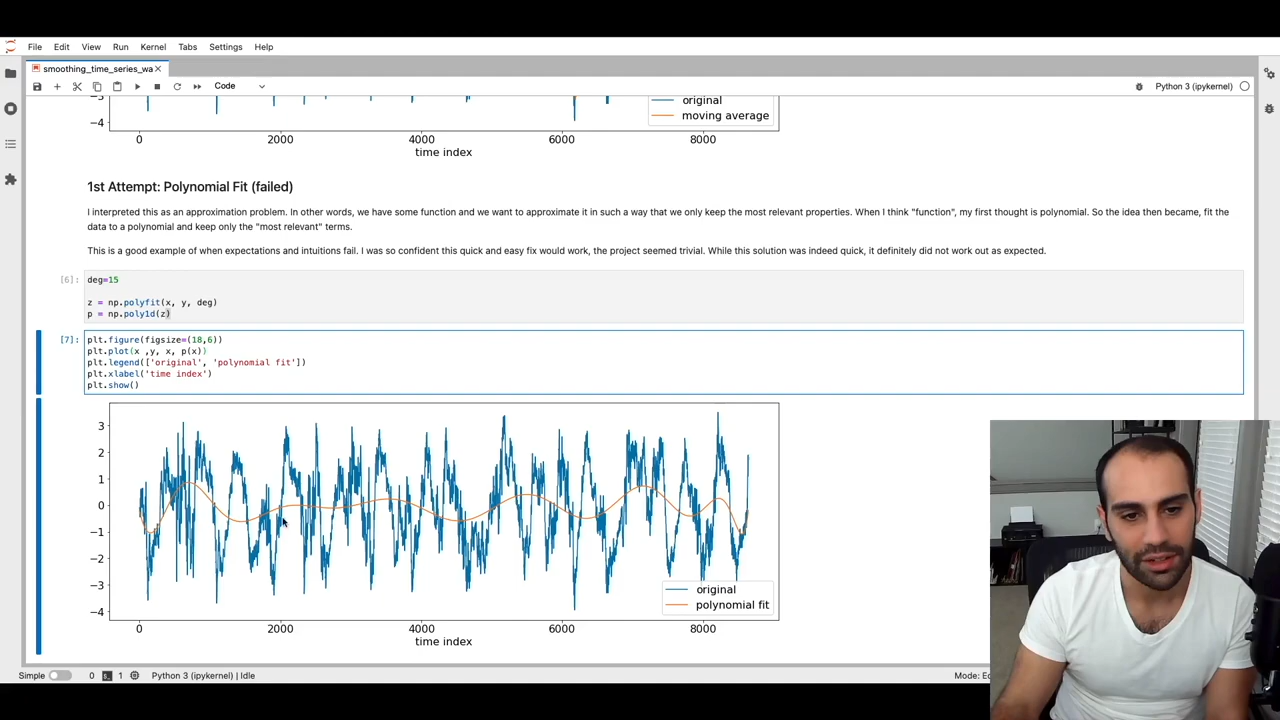 File Edit View Run Kernel Tabs Settings Help
smoothing_time_series_wa
Code
Python 3 (ipykernel)
−3
−4
original
moving average
0 2000 4000 6000 8000
time index
1st Attempt: Polynomial Fit (failed)
I interpreted this as an approximation problem. In other words, we have some function and we want to approximate it in such a way that we only keep the most relevant properties. When I think "function", my first thought is polynomial. So the idea then became, fit the
data to a polynomial and keep only the "most relevant" terms.
This is a good example of when expectations and intuitions fail. I was so confident this quick and easy fix would work, the project seemed trivial. While this solution was indeed quick, it definitely did not work out as expected.
[6]: deg=15
z = np.polyfit(x, y, deg)
p = np.poly1d(z)
[7]: plt.figure(figsize=(18,6))
plt.plot(x ,y, x, p(x))
plt.legend(['original', 'polynomial fit'])
plt.xlabel('time index')
plt.show()
3
2
1
0
−1
−2
−3
−4
original
polynomial fit
0 2000 4000 6000 8000
time index
Simple 0 1 Python 3 (ipykernel) | Idle
Mode: